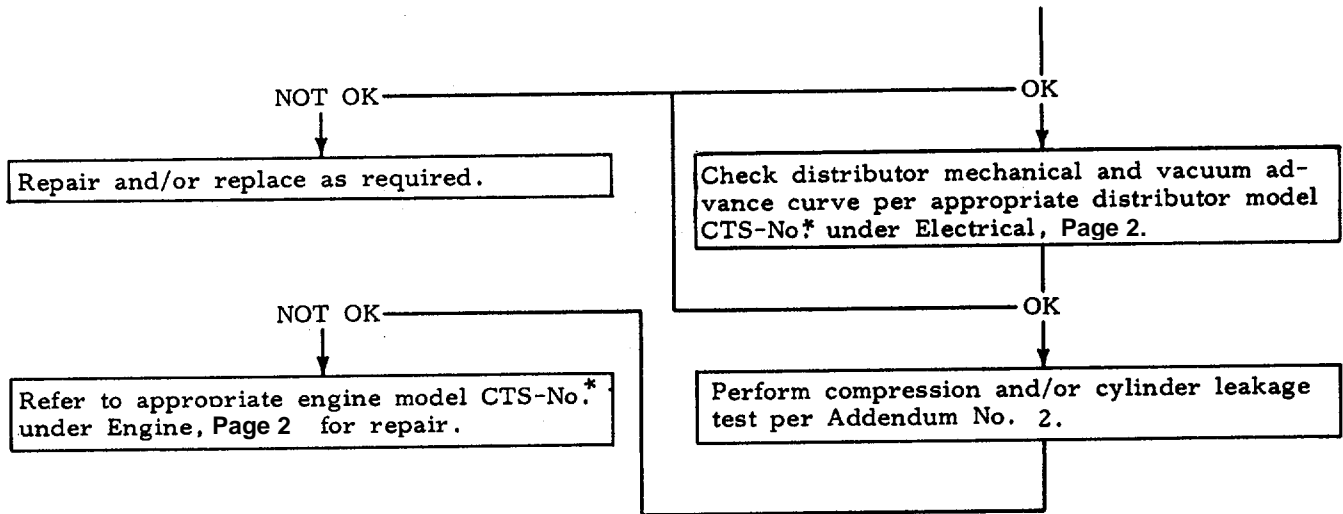 NOT OK
OK
Repair and/or replace as required.
Check distributor mechanical and vacuum ad-
vance curve per appropriate distributor model
CTS-No.* under Electrical, Page 2.
NOT OK
OK
Refer to appropriate engine model CTS-No.*
under Engine, Page 2 for repair.
Perform compression and/or cylinder leakage
test per Addendum No. 2.